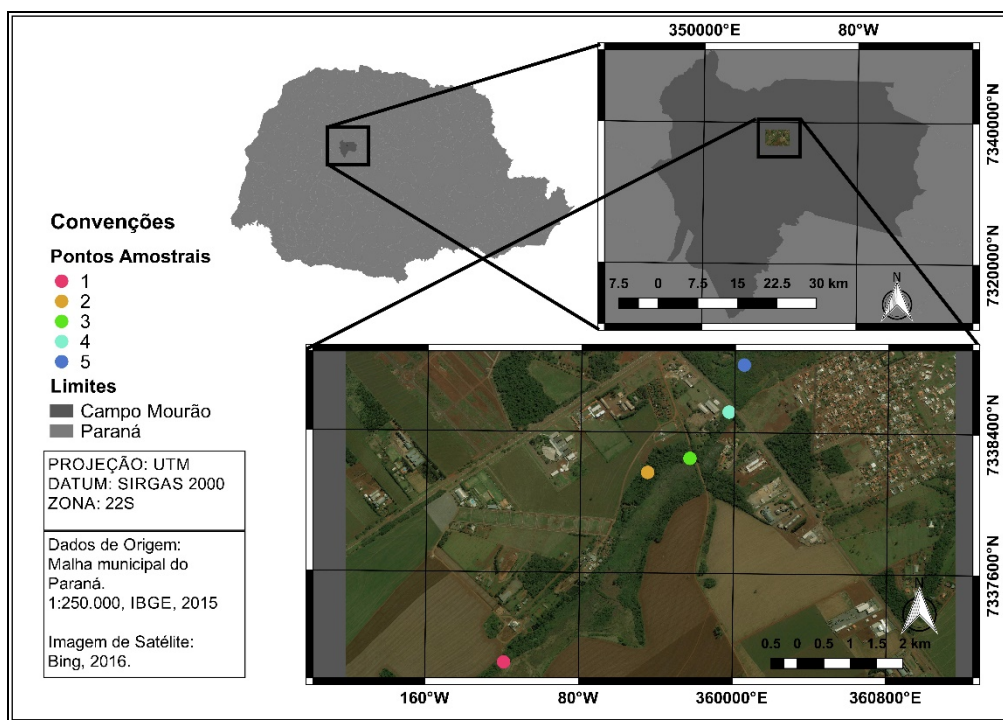 350000°E 80°W
7340000°N
7320000°N
7.5 0 7.5 15 22.5 30 km
N
Convenções
Pontos Amostrais
1
2
3
4
5
Limites
Campo Mourão
Paraná
PROJEÇÃO: UTM
DATUM: SIRGAS 2000
ZONA: 22S
Dados de Origem:
Malha municipal do
Paraná.
1:250.000, IBGE, 2015
Imagem de Satélite:
Bing, 2016.
7338400°N
7337600°N
N
0.5 0 0.5 1 1.5 2 km
160°W 80°W 360000°E 360800°E